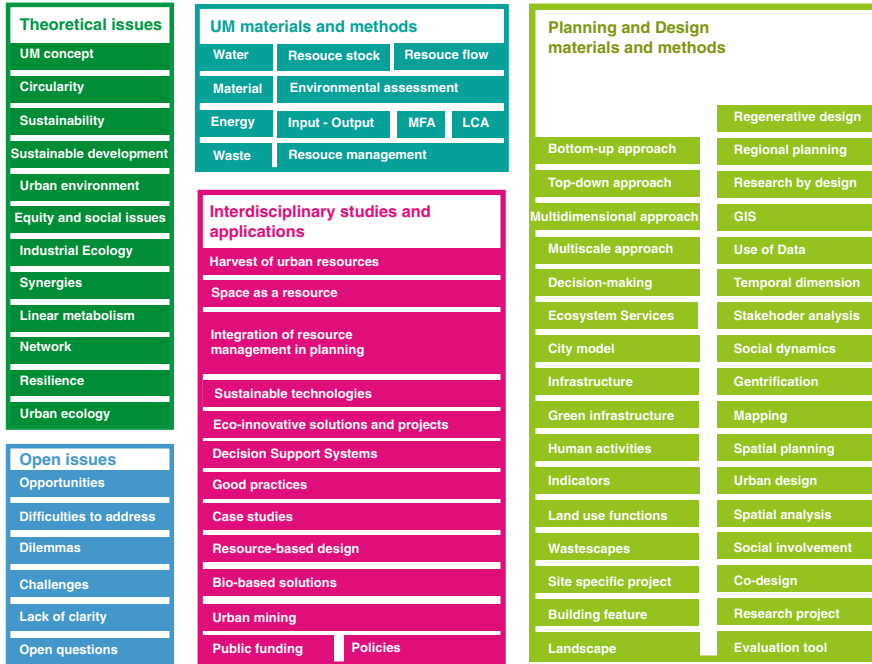 Theoretical issues
UM concept
Circularity
Sustainability
Sustainable development
Urban environment
Equity and social issues
Industrial Ecology
Synergies
Linear metabolism
Network
Resilience
Urban ecology
Open issues
Opportunities
Difficulties to address
Dilemmas
Challenges
Lack of clarity
Open questions
UM materials and methods
Water
Resouce stock
Resouce flow
Material
Environmental assessment
Energy
Input - Output
MFA
LCA
Waste
Resouce management
Interdisciplinary studies and
applications
Harvest of urban resources
Space as a resource
Integration of resource
management in planning
Sustainable technologies
Eco-innovative solutions and projects
Decision Support Systems
Good practices
Case studies
Resource-based design
Bio-based solutions
Urban mining
Public funding
Policies
Planning and Design
materials and methods
Bottom-up approach
Top-down approach
Multidimensional approach
Multiscale approach
Decision-making
Ecosystem Services
City model
Infrastructure
Green infrastructure
Human activities
Indicators
Land use functions
Wastescapes
Site specific project
Building feature
Landscape
Regenerative design
Regional planning
Research by design
GIS
Use of Data
Temporal dimension
Stakehoder analysis
Social dynamics
Gentrification
Mapping
Spatial planning
Urban design
Spatial analysis
Social involvement
Co-design
Research project
Evaluation tool